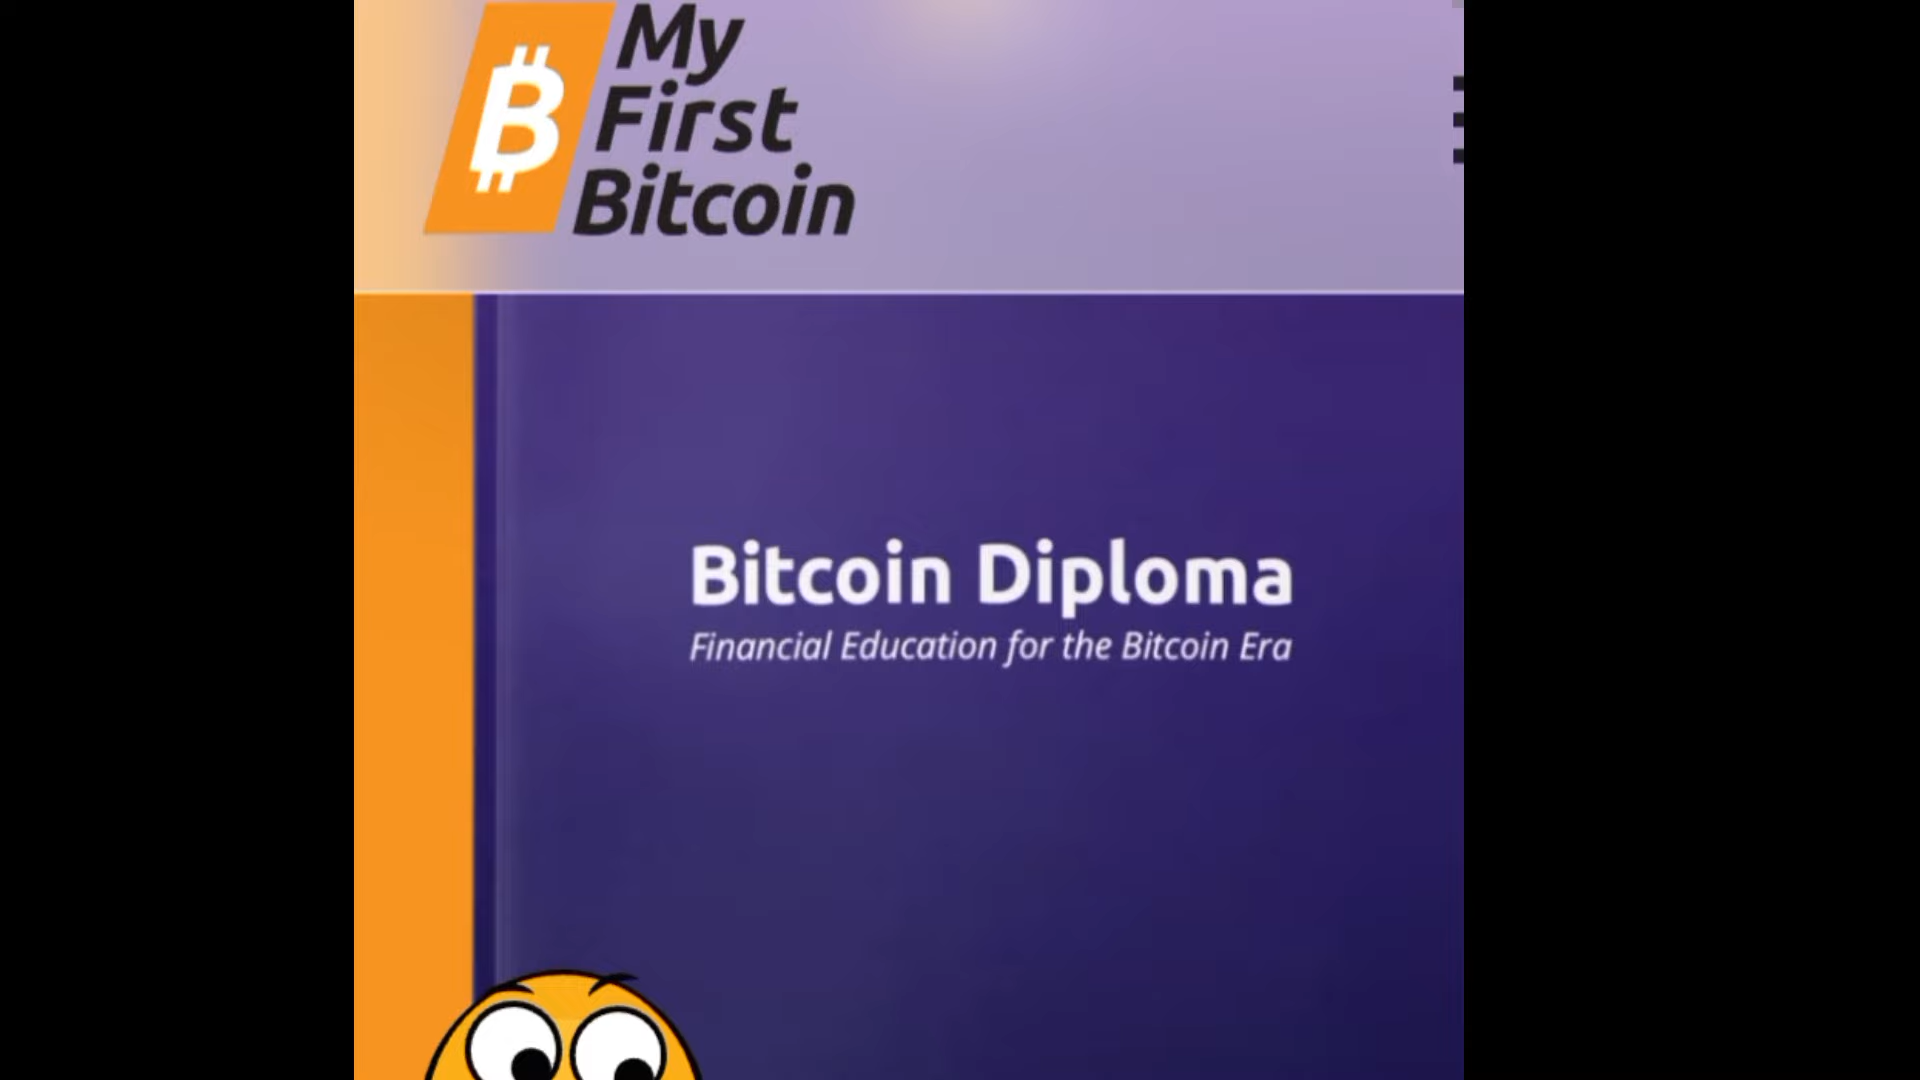 My
First
Bitcoin
Bitcoin Diploma
Financial Education for the Bitcoin Era